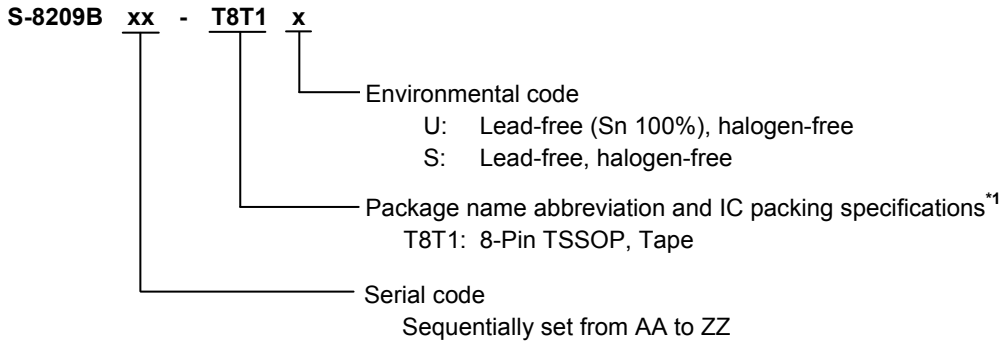 S-8209B xx - T8T1 x
Environmental code
U: Lead-free (Sn 100%), halogen-free
S: Lead-free, halogen-free
Package name abbreviation and IC packing specifications*1
T8T1: 8-Pin TSSOP, Tape
Serial code
Sequentially set from AA to ZZ